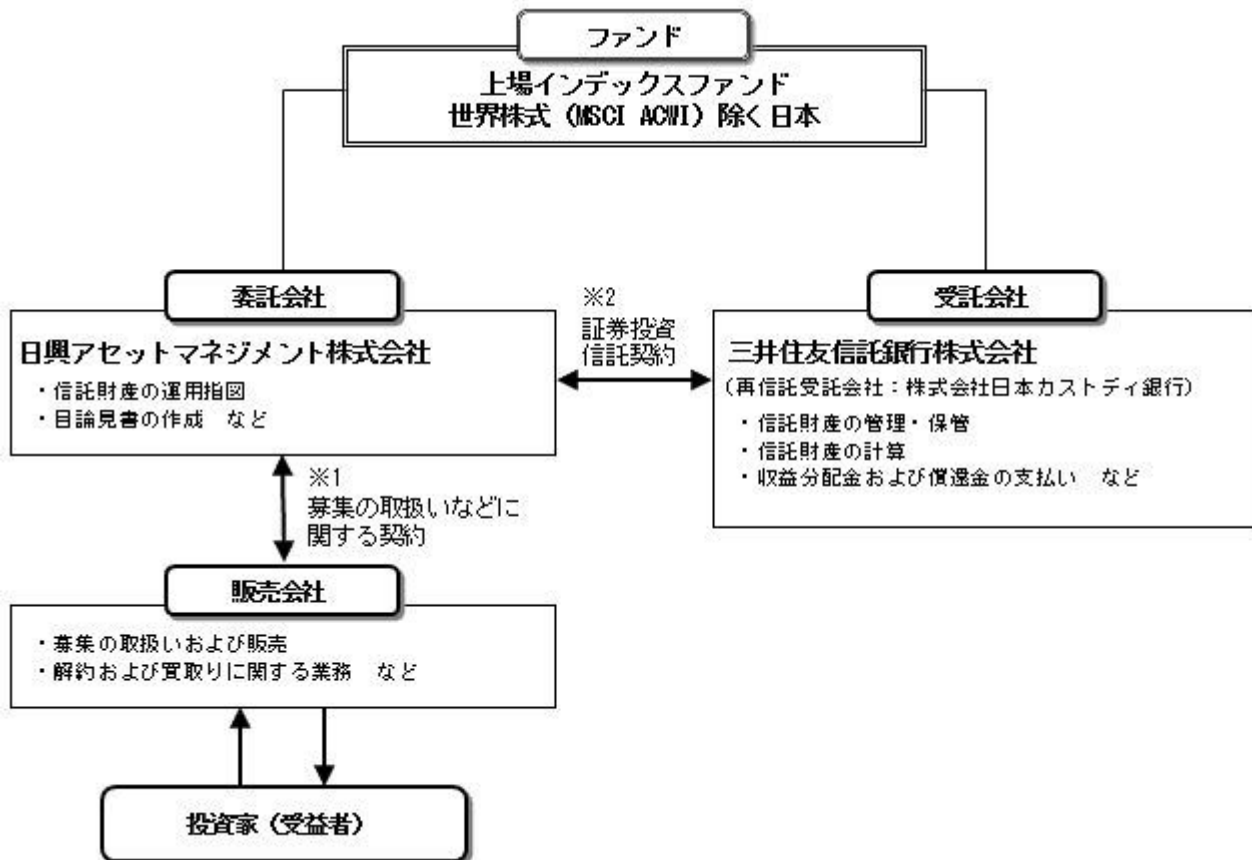 ファンド
上場インデックスファンド
世界株式（MSCI ACWI）除く日本
委託会社
日興アセットマネジメント株式会社
・信託財産の運用指図
・目論見書の作成　など
※2
証券投資
信託契約
受託会社
三井住友信託銀行株式会社
（再信託受託会社：株式会社日本カストディ銀行）
・信託財産の管理・保管
・信託財産の計算
・収益分配金および償還金の支払い　など
※1
募集の取扱いなどに
関する契約
販売会社
・募集の取扱いおよび販売
・解約および買取りに関する業務　など
投資家（受益者）